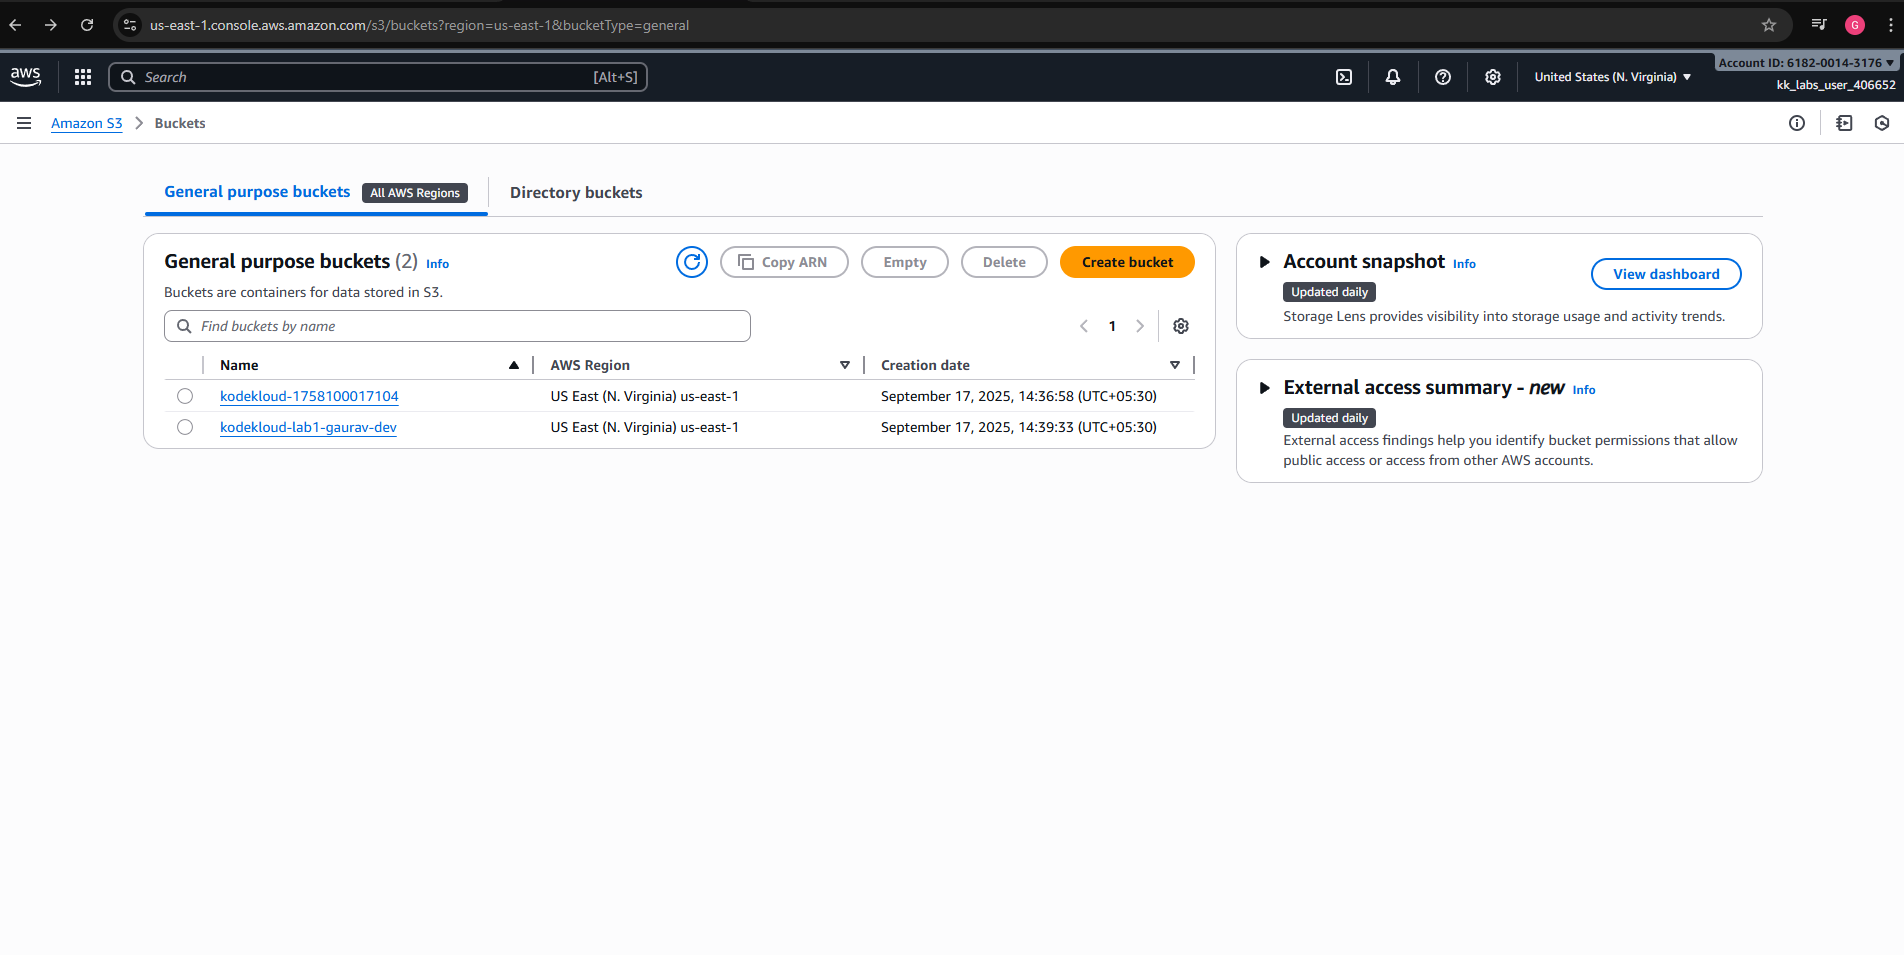 us-east-1.console.aws.amazon.com/s3/buckets?region=us-east-1&bucketType=general
G
aws
Search
[Alt+S]
United States (N. Virginia)
Account ID: 6182-0014-3176
kk_labs_user_406652
Amazon S3
Buckets
General purpose buckets
All AWS Regions
Directory buckets
General purpose buckets (2) Info
Copy ARN
Empty
Delete
Create bucket
Buckets are containers for data stored in S3.
Find buckets by name
1
Name
AWS Region
Creation date
kodekloud-1758100017104
US East (N. Virginia) us-east-1
September 17, 2025, 14:36:58 (UTC+05:30)
kodekloud-lab1-gaurav-dev
US East (N. Virginia) us-east-1
September 17, 2025, 14:39:33 (UTC+05:30)
Account snapshot Info
View dashboard
Updated daily
Storage Lens provides visibility into storage usage and activity trends.
External access summary - new Info
Updated daily
External access findings help you identify bucket permissions that allow
public access or access from other AWS accounts.